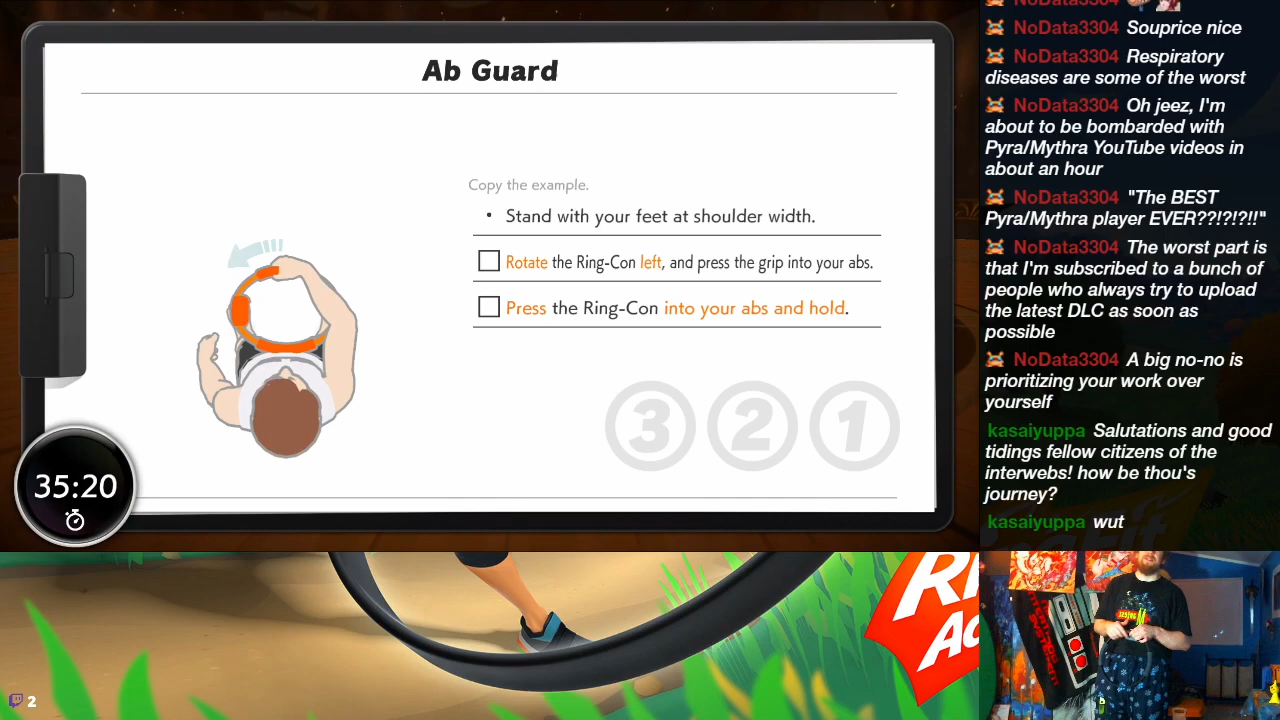 Ab Guard
Copy the example.
• Stand with your feet at shoulder width.
Rotate the Ring-Con left, and press the grip into your abs.
Press the Ring-Con into your abs and hold.
3 2 1
35:20
2
NoData3304
NoData3304 Souprice nice
NoData3304 Respiratory
diseases are some of the worst
NoData3304 Oh jeez, I'm
about to be bombarded with
Pyra/Mythra YouTube videos in
about an hour
NoData3304 "The BEST
Pyra/Mythra player EVER??!?!?!!"
NoData3304 The worst part is
that I'm subscribed to a bunch of
people who always try to upload
the latest DLC as soon as
possible
NoData3304 A big no-no is
prioritizing your work over
yourself
kasaiyuppa Salutations and good
tidings fellow citizens of the
interwebs! how be thou's
journey?
kasaiyuppa wut